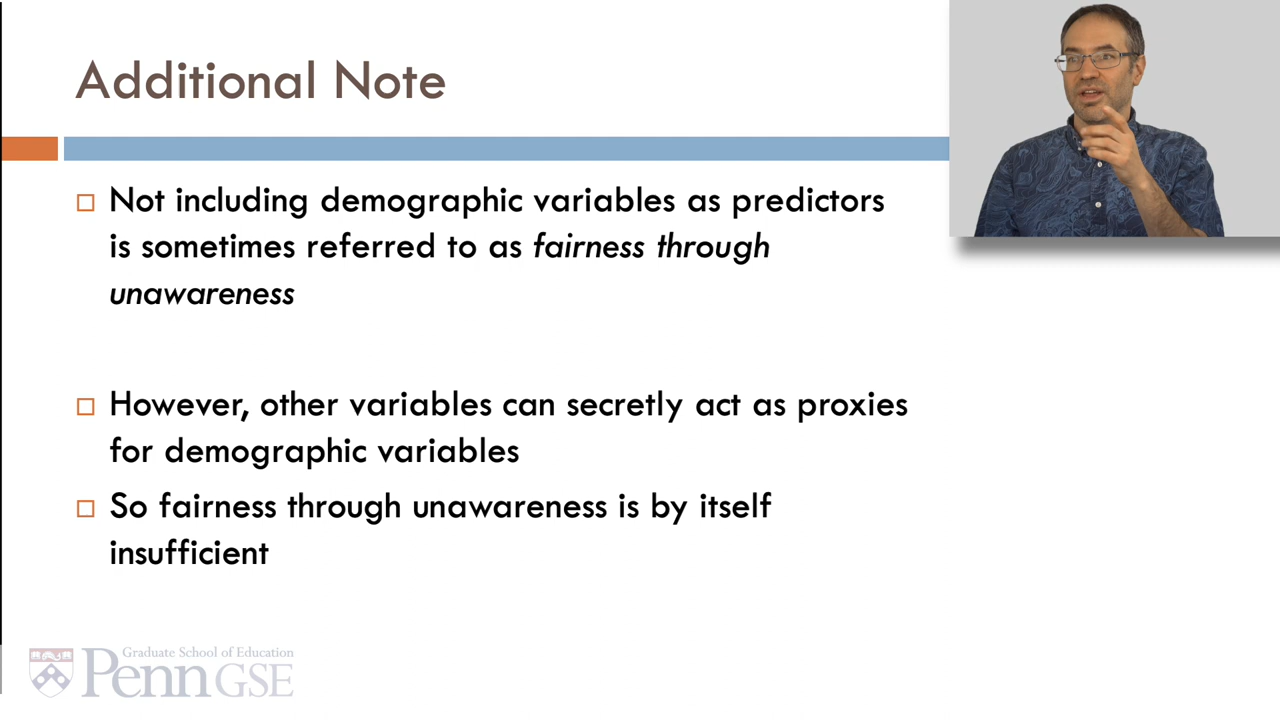 Additional Note
Not including demographic variables as predictors
is sometimes referred to as fairness through
unawareness
However, other variables can secretly act as proxies
for demographic variables
So fairness through unawareness is by itself
insufficient
Graduate School of Education
Penn GSE